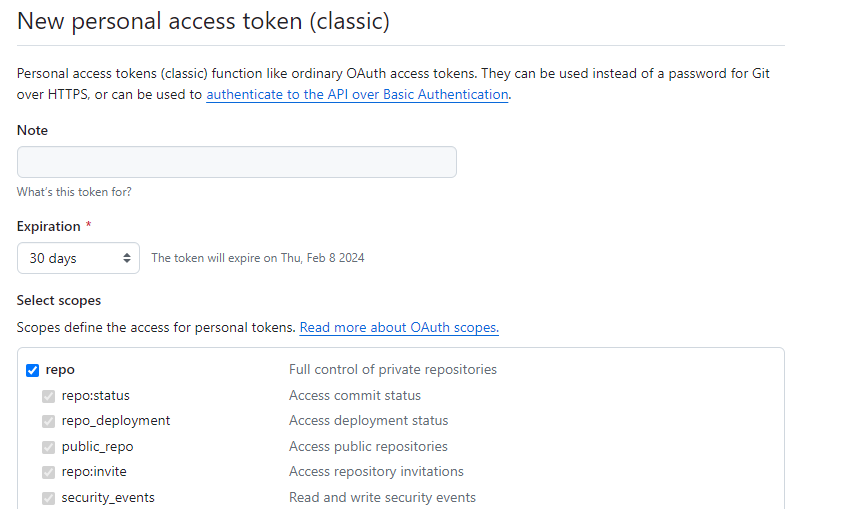 New personal access token (classic)
Personal access tokens (classic) function like ordinary OAuth access tokens. They can be used instead of a password for Git
over HTTPS, or can be used to authenticate to the API over Basic Authentication.
Note
What's this token for?
Expiration *
30 days The token will expire on Thu, Feb 8 2024
Select scopes
Scopes define the access for personal tokens. Read more about OAuth scopes.
repo Full control of private repositories
repo:status Access commit status
repo_deployment Access deployment status
public_repo Access public repositories
repo:invite Access repository invitations
security_events Read and write security events